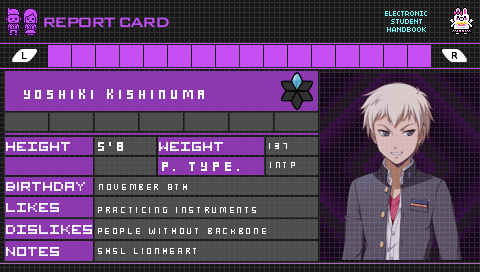 REPORT CARD
ELECTRONIC
STUDENT
HANDBOOK
L
R
YOSHIKI KISHINUMA
HEIGHT 5'8 WEIGHT 137
P. TYPE. INTP
BIRTHDAY NOVEMBER 8TH
LIKES PRACTICING INSTRUMENTS
DISLIKES PEOPLE WITHOUT BACKBONE
NOTES SHSL LIONHEART